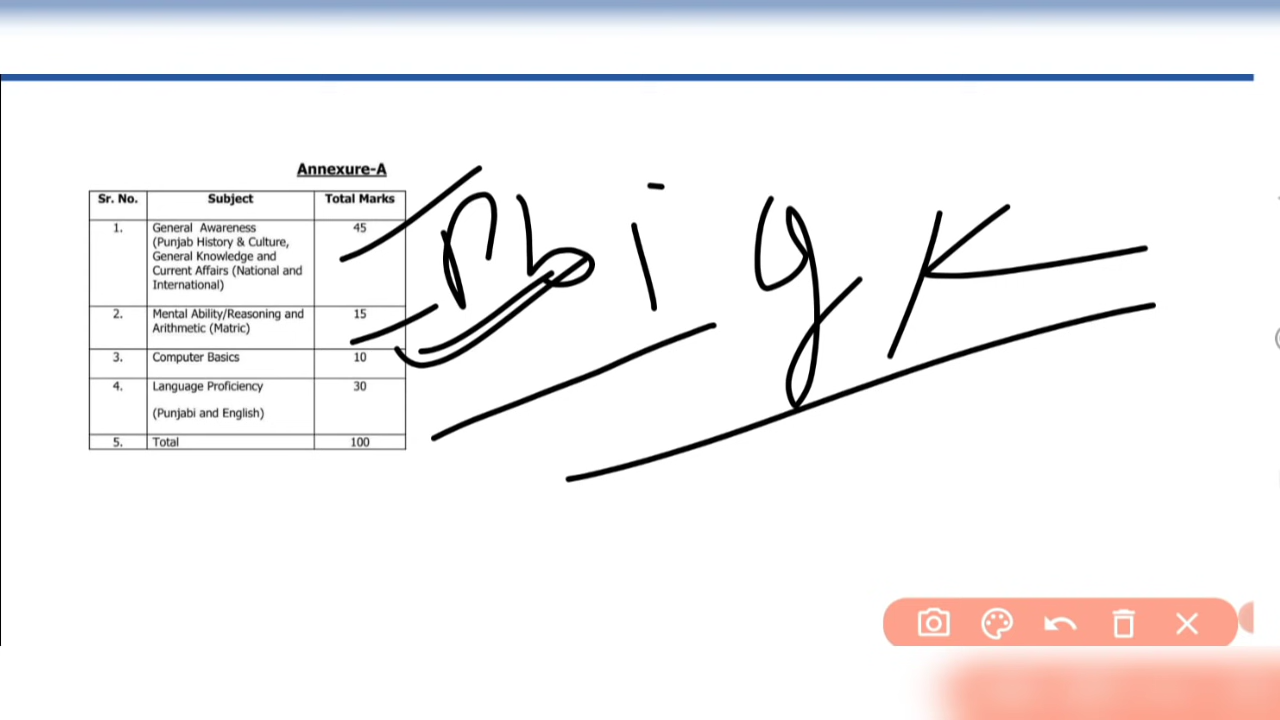 Annexure-A
Sr. No. Subject Total Marks
1. General Awareness 45
(Punjab History & Culture,
General Knowledge and
Current Affairs (National and
International)
2. Mental Ability/Reasoning and 15
Arithmetic (Matric)
3. Computer Basics 10
4. Language Proficiency 30
(Punjabi and English)
5. Total 100
Pbi gK